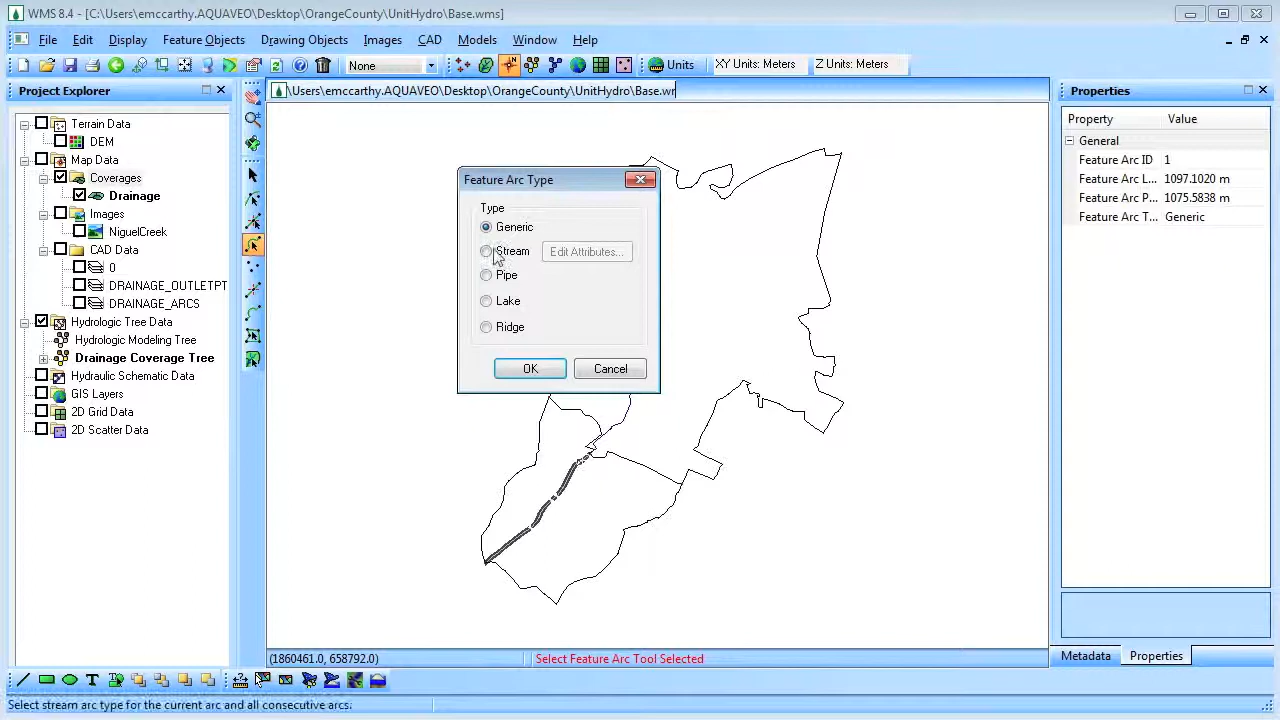 WMS 8.4 - [C:\Users\emccarthy.AQUAVEO\Desktop\OrangeCounty\UnitHydro\Base.wms]
File Edit Display Feature Objects Drawing Objects Images CAD Models Window Help
None Units XY Units: Meters Z Units: Meters
Project Explorer
\Users\emccarthy.AQUAVEO\Desktop\OrangeCounty\UnitHydro\Base.wr
Properties
Terrain Data
DEM
Map Data
Coverages
Drainage
Images
NiguelCreek
CAD Data
0
DRAINAGE_OUTLETPT
DRAINAGE_ARCS
Hydrologic Tree Data
Hydrologic Modeling Tree
Drainage Coverage Tree
Hydraulic Schematic Data
GIS Layers
2D Grid Data
2D Scatter Data
Feature Arc Type
Type
Generic
Stream Edit Attributes...
Pipe
Lake
Ridge
OK Cancel
Property Value
General
Feature Arc ID 1
Feature Arc L... 1097.1020 m
Feature Arc P... 1075.5838 m
Feature Arc T... Generic
(1860461.0, 658792.0) Select Feature Arc Tool Selected
Metadata Properties
T
Select stream arc type for the current arc and all consecutive arcs.